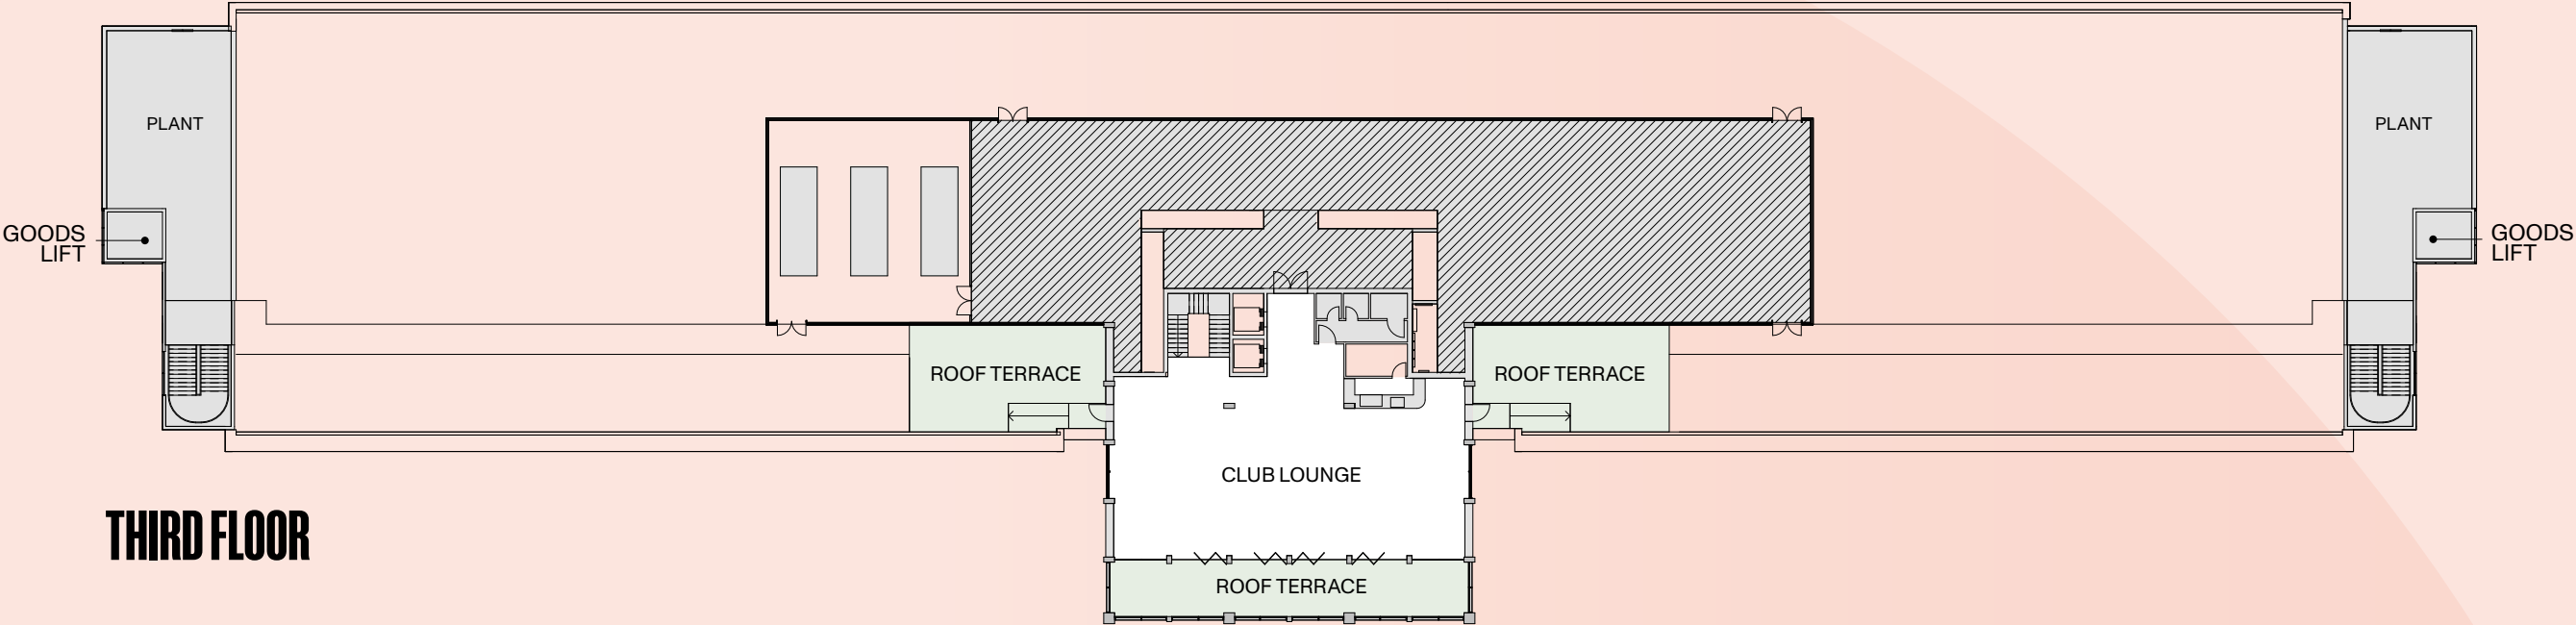 PLANT
PLANT
GOODS
LIFT
GOODS
LIFT
ROOF TERRACE
ROOF TERRACE
CLUB LOUNGE
THIRD FLOOR
ROOF TERRACE